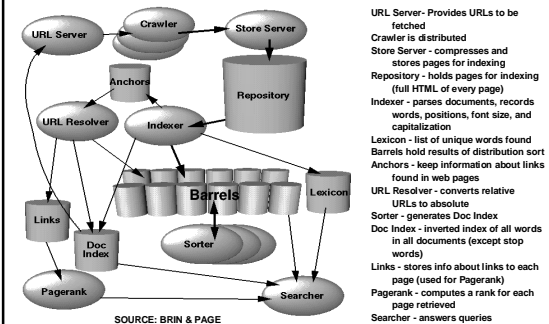 URL Server
Crawler
Store Server
Anchors
Repository
URL Resolver
Indexer
Barrels
Lexicon
Links
Doc
Index
Sorter
Pagerank
Searcher
SOURCE: BRIN & PAGE
URL Server- Provides URLs to be
fetched
Crawler is distributed
Store Server - compresses and
stores pages for indexing
Repository - holds pages for indexing
(full HTML of every page)
Indexer - parses documents, records
words, positions, font size, and
capitalization
Lexicon - list of unique words found
Barrels hold results of distribution sort
Anchors - keep information about links
found in web pages
URL Resolver - converts relative
URLs to absolute
Sorter - generates Doc Index
Doc Index - inverted index of all words
in all documents (except stop
words)
Links - stores info about links to each
page (used for Pagerank)
Pagerank - computes a rank for each
page retrieved
Searcher - answers queries